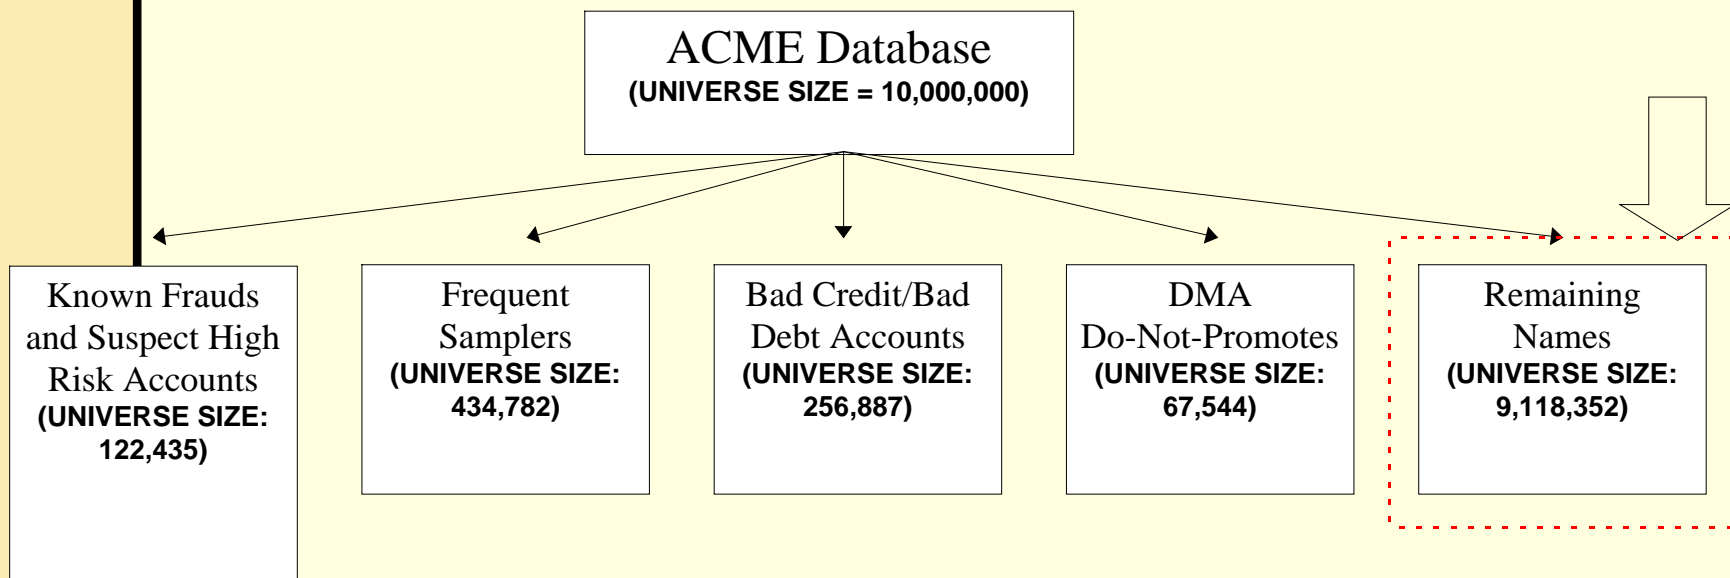 ACME Database
(UNIVERSE SIZE = 10,000,000)
Known Frauds
and Suspect High
Risk Accounts
(UNIVERSE SIZE:
122,435)
Frequent
Samplers
(UNIVERSE SIZE:
434,782)
Bad Credit/Bad
Debt Accounts
(UNIVERSE SIZE:
256,887)
DMA
Do-Not-Promotes
(UNIVERSE SIZE:
67,544)
Remaining
Names
(UNIVERSE SIZE:
9,118,352)